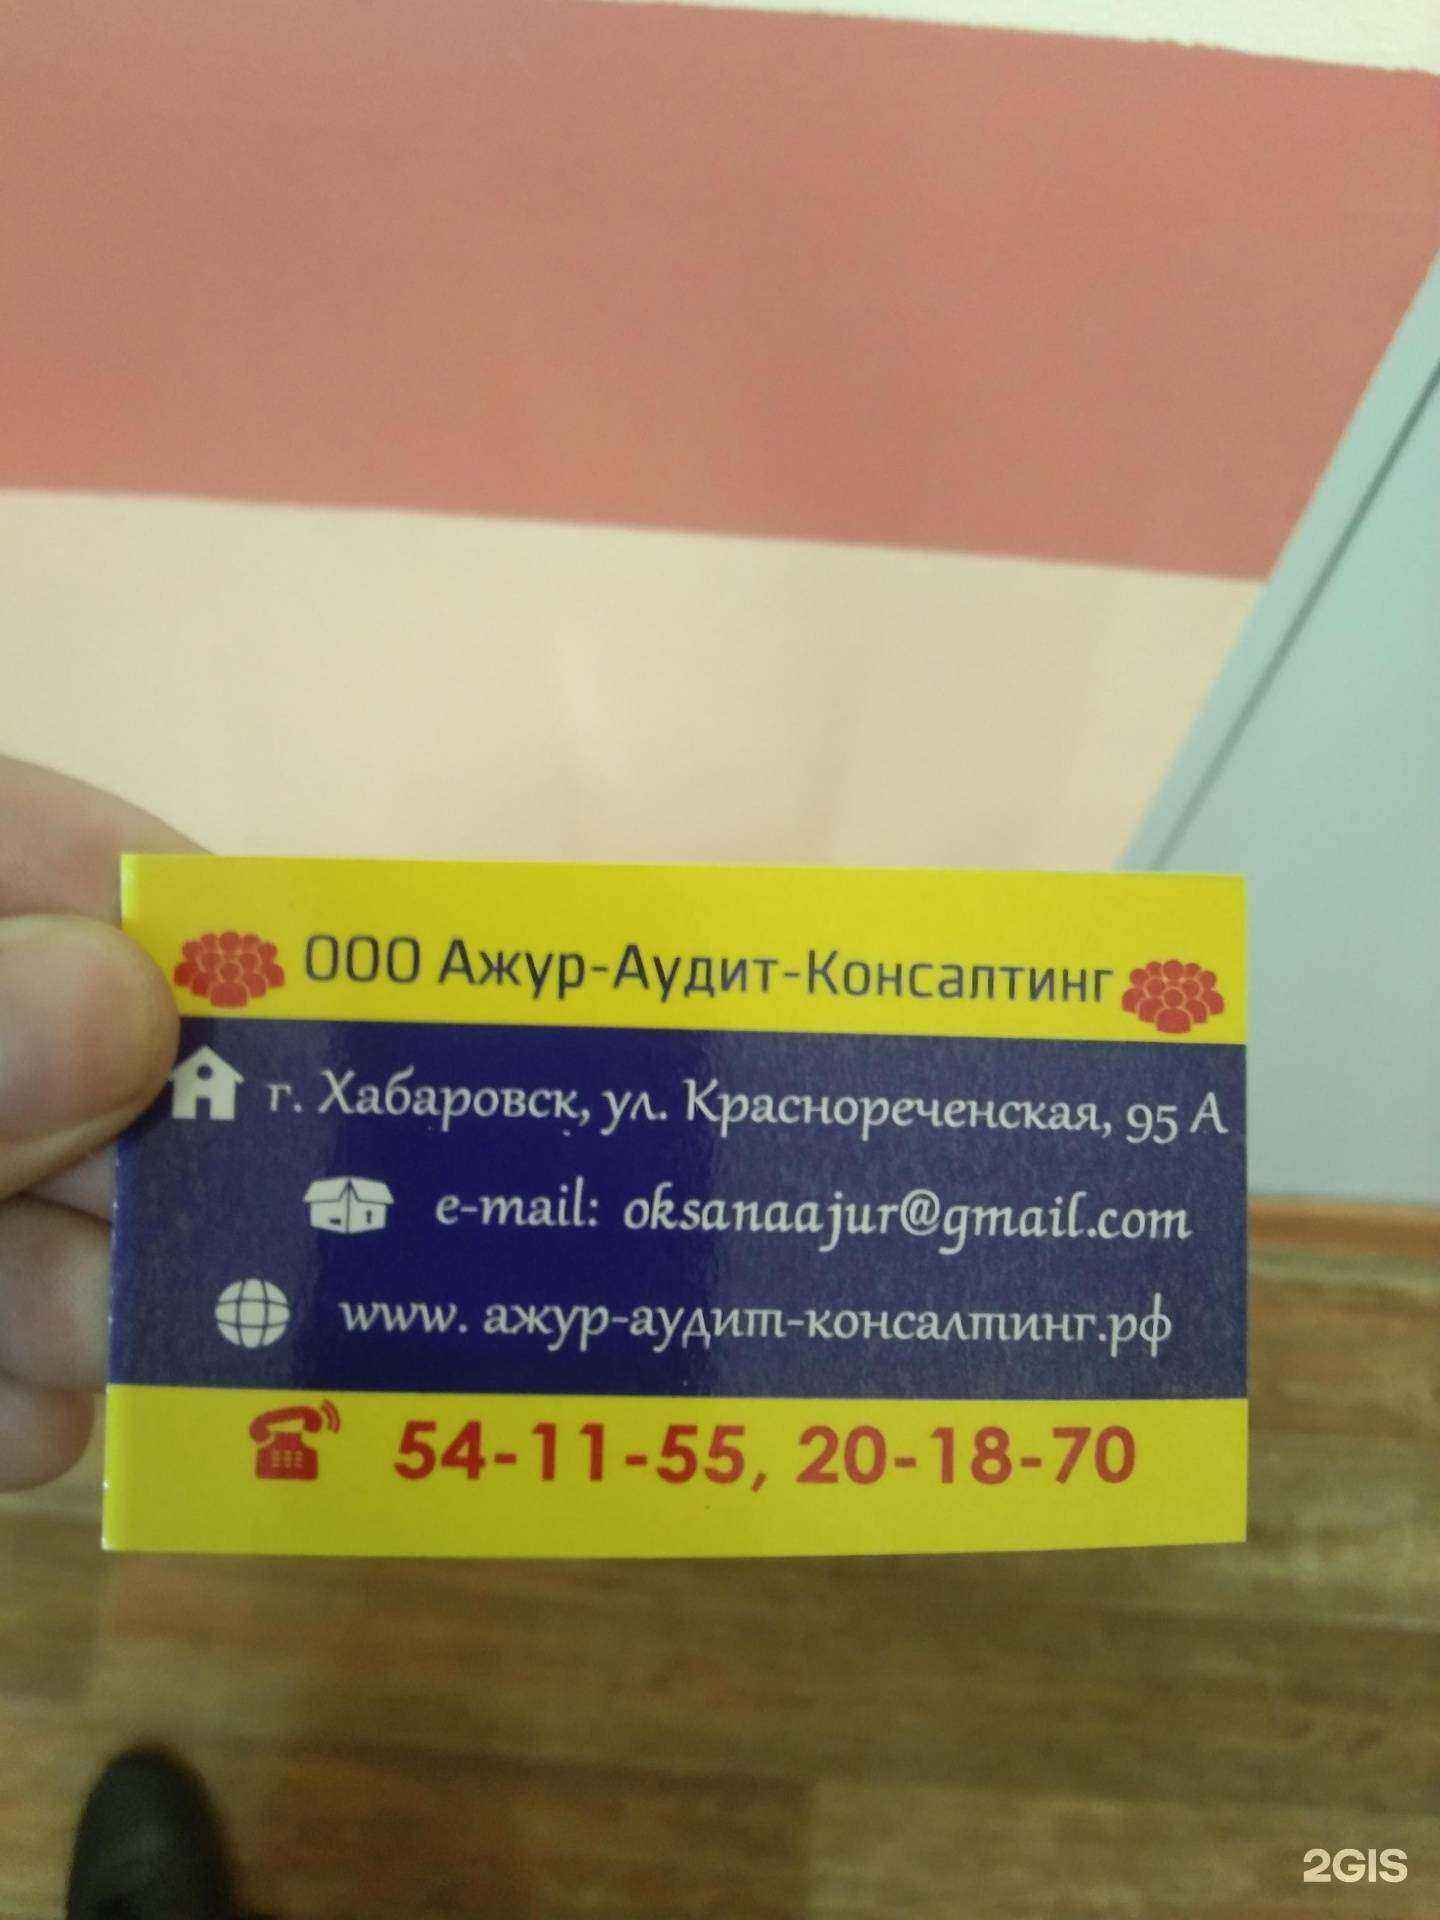 ООО Ажур-Аудит-Консалтинг
г. Хабаровск, ул. Краснореченская, 95 А
e-mail: oksanaajur@gmail.com
www. ажур-аудит-консалтинг.рф
54-11-55, 20-18-70
2GIS